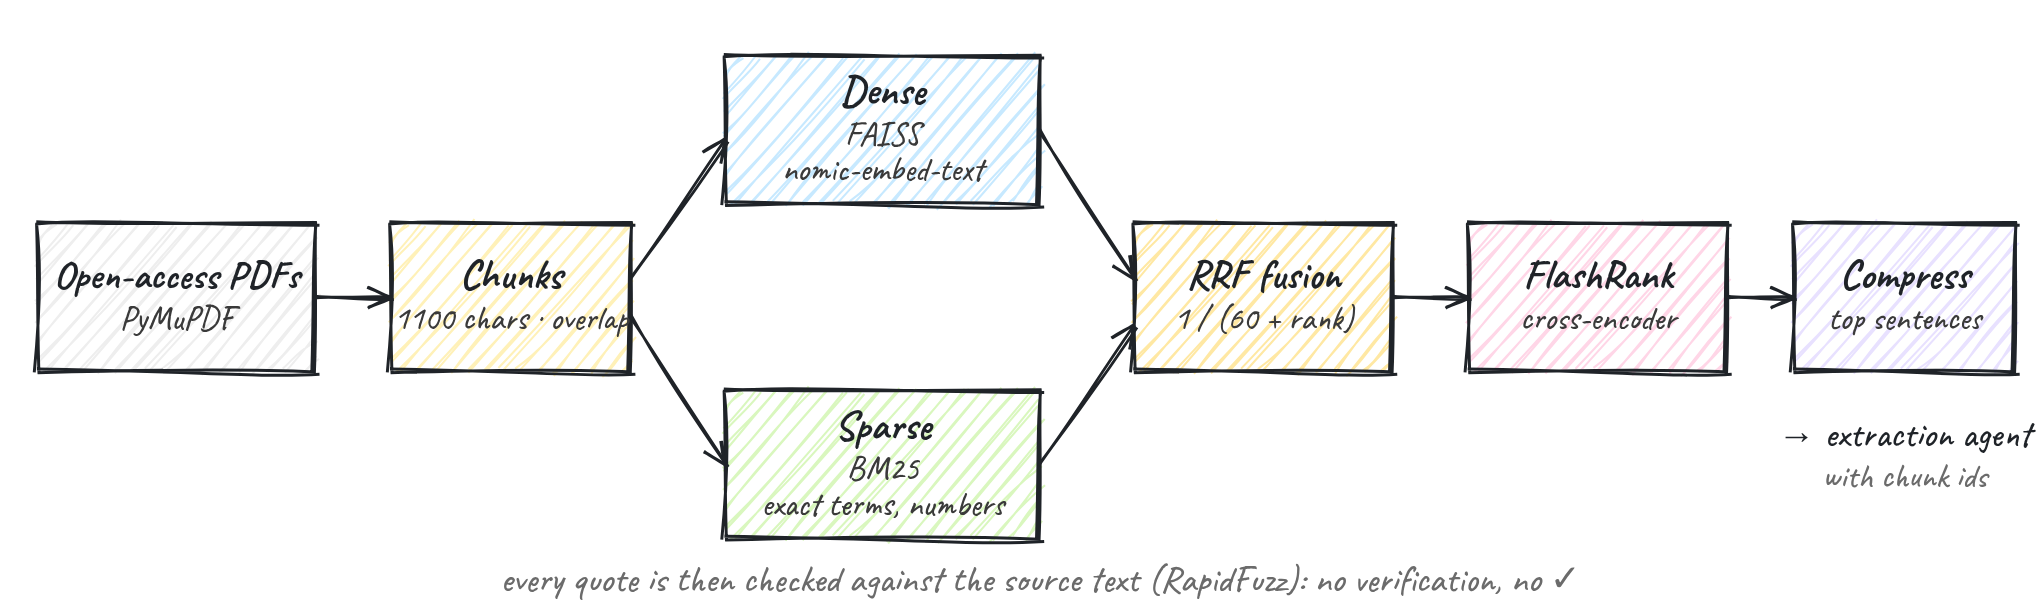 Open-access PDFs
PyMuPDF
Chunks
1100 chars · overlap
Dense
FAISS
nomic-embed-text
Sparse
BM25
exact terms, numbers
RRF fusion
1 / (60 + rank)
FlashRank
cross-encoder
Compress
top sentences
→ extraction agent
with chunk ids
every quote is then checked against the source text (RapidFuzz): no verification, no ✓